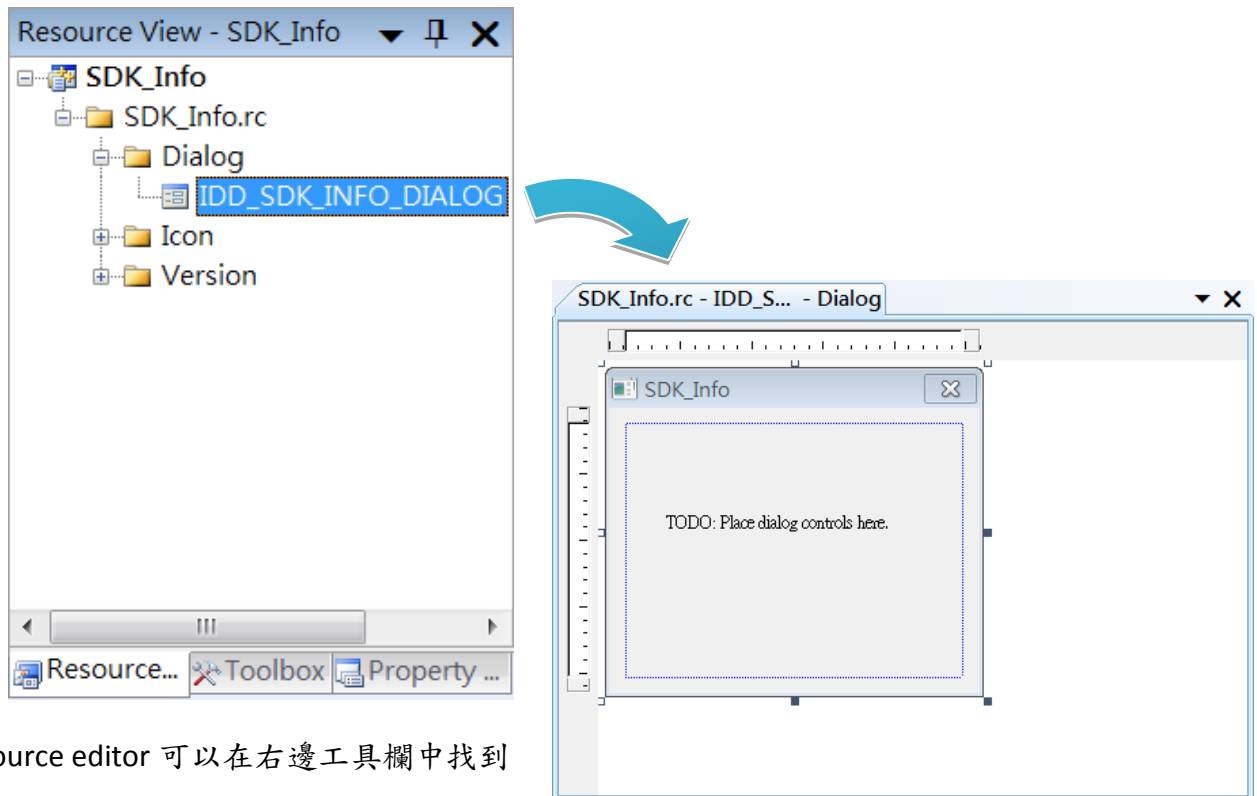 Resource View - SDK_Info
SDK_Info
SDK_Info.rc
Dialog
IDD_SDK_INFO_DIALOG
Icon
Version
Resource... Toolbox Property ...
SDK_Info.rc - IDD_S... - Dialog
SDK_Info
TODO: Place dialog controls here.
ource editor 可以在右邊工具欄中找到